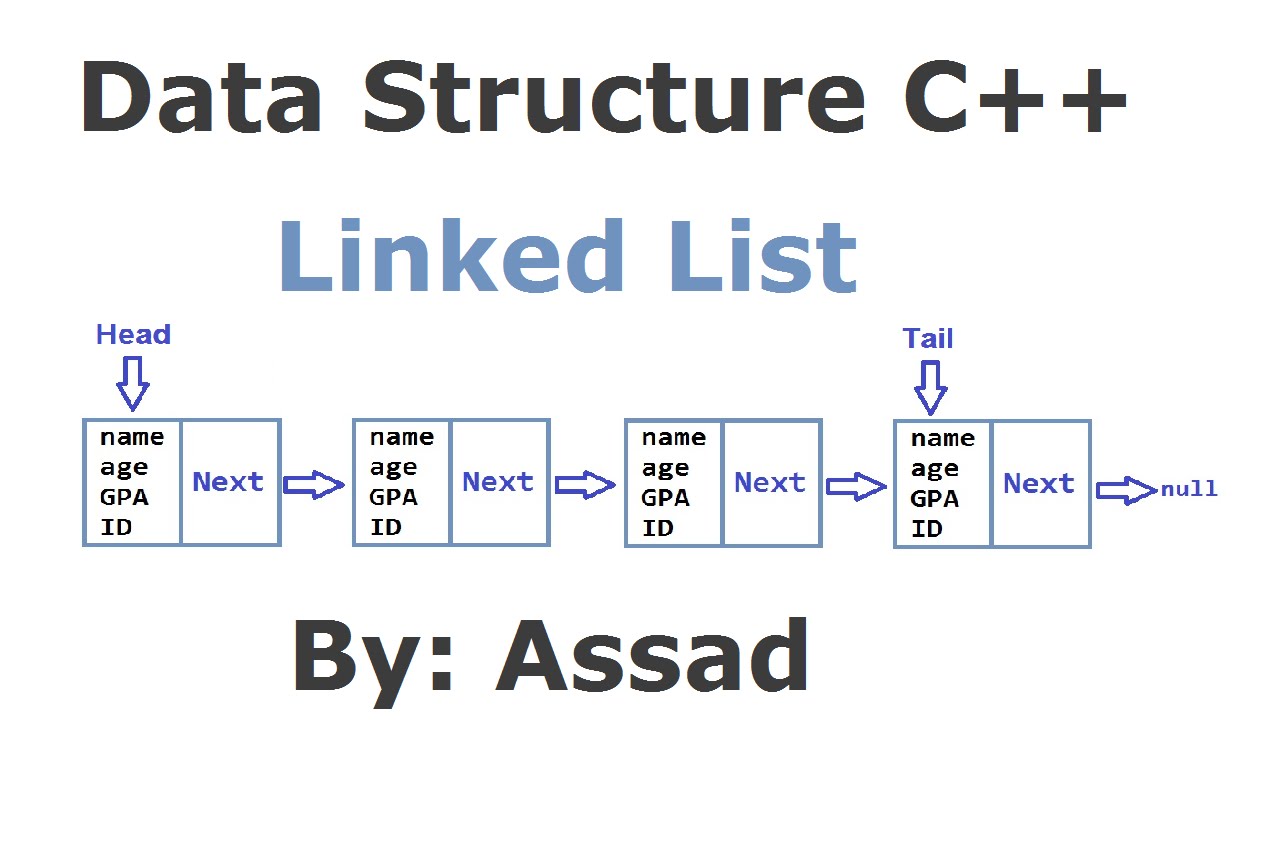 Data Structure C++
Linked List
Head
Tail
name
age
GPA
ID
Next
name
age
GPA
ID
Next
name
age
GPA
ID
Next
name
age
GPA
ID
Next
null
By: Assad